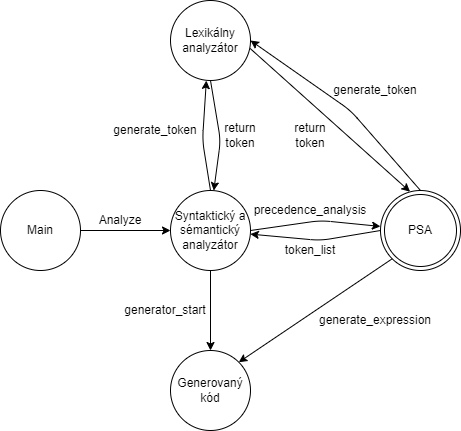 Lexikálny
analyzátor
generate_token
generate_token
return
token
return
token
Main
Analyze
Syntaktický a
sémantický
analyzátor
precedence_analysis
token_list
PSA
generator_start
generate_expression
Generovaný
kód